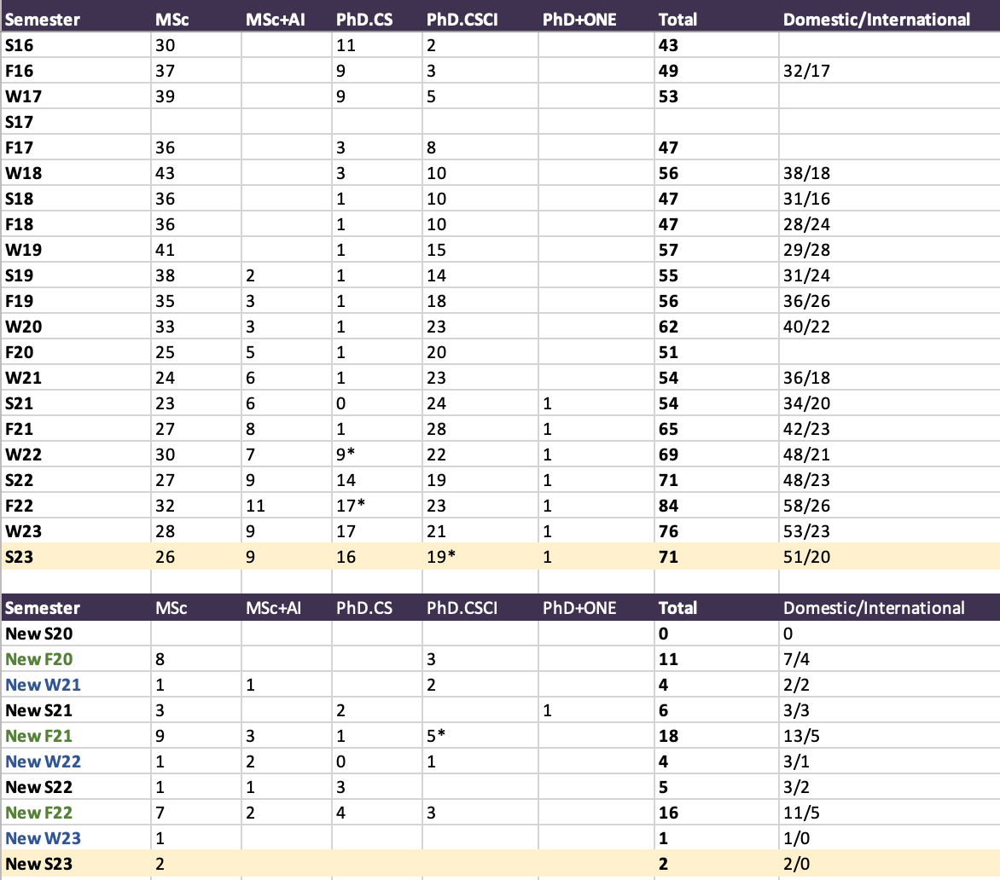 Semester MSc MSc+AI PhD.CS PhD.CSCI PhD+ONE Total Domestic/International
S16 30 11 2 43
F16 37 9 3 49 32/17
W17 39 9 5 53
S17
F17 36 3 8 47
W18 43 3 10 56 38/18
S18 36 1 10 47 31/16
F18 36 1 10 47 28/24
W19 41 1 15 57 29/28
S19 38 2 1 14 55 31/24
F19 35 3 1 18 56 36/26
W20 33 3 1 23 62 40/22
F20 25 5 1 20 51
W21 24 6 1 23 54 36/18
S21 23 6 0 24 1 54 34/20
F21 27 8 1 28 1 65 42/23
W22 30 7 9* 22 1 69 48/21
S22 27 9 14 19 1 71 48/23
F22 32 11 17* 23 1 84 58/26
W23 28 9 17 21 1 76 53/23
S23 26 9 16 19* 1 71 51/20
Semester MSc MSc+AI PhD.CS PhD.CSCI PhD+ONE Total Domestic/International
New S20 0 0
New F20 8 3 11 7/4
New W21 1 1 2 4 2/2
New S21 3 2 1 6 3/3
New F21 9 3 1 5* 18 13/5
New W22 1 2 0 1 4 3/1
New S22 1 1 3 5 3/2
New F22 7 2 4 3 16 11/5
New W23 1 1 1/0
New S23 2 2 2/0